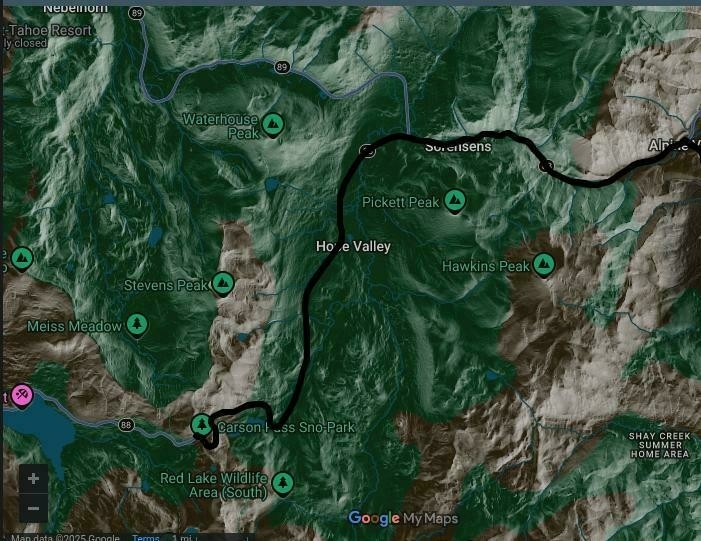 Nebelhorn
89
-Tahoe Resort
ly closed
89
Waterhouse
Peak
Sorensens
Pickett Peak
Hope Valley
Hawkins Peak
Stevens Peak
Meiss Meadow
88
Carson Pass Sno-Park
SHAY CREEK
SUMMER
HOME AREA
Red Lake Wildlife
Area (South)
+
−
Google My Maps
Map data ©2025 Google
Terms
1 mi